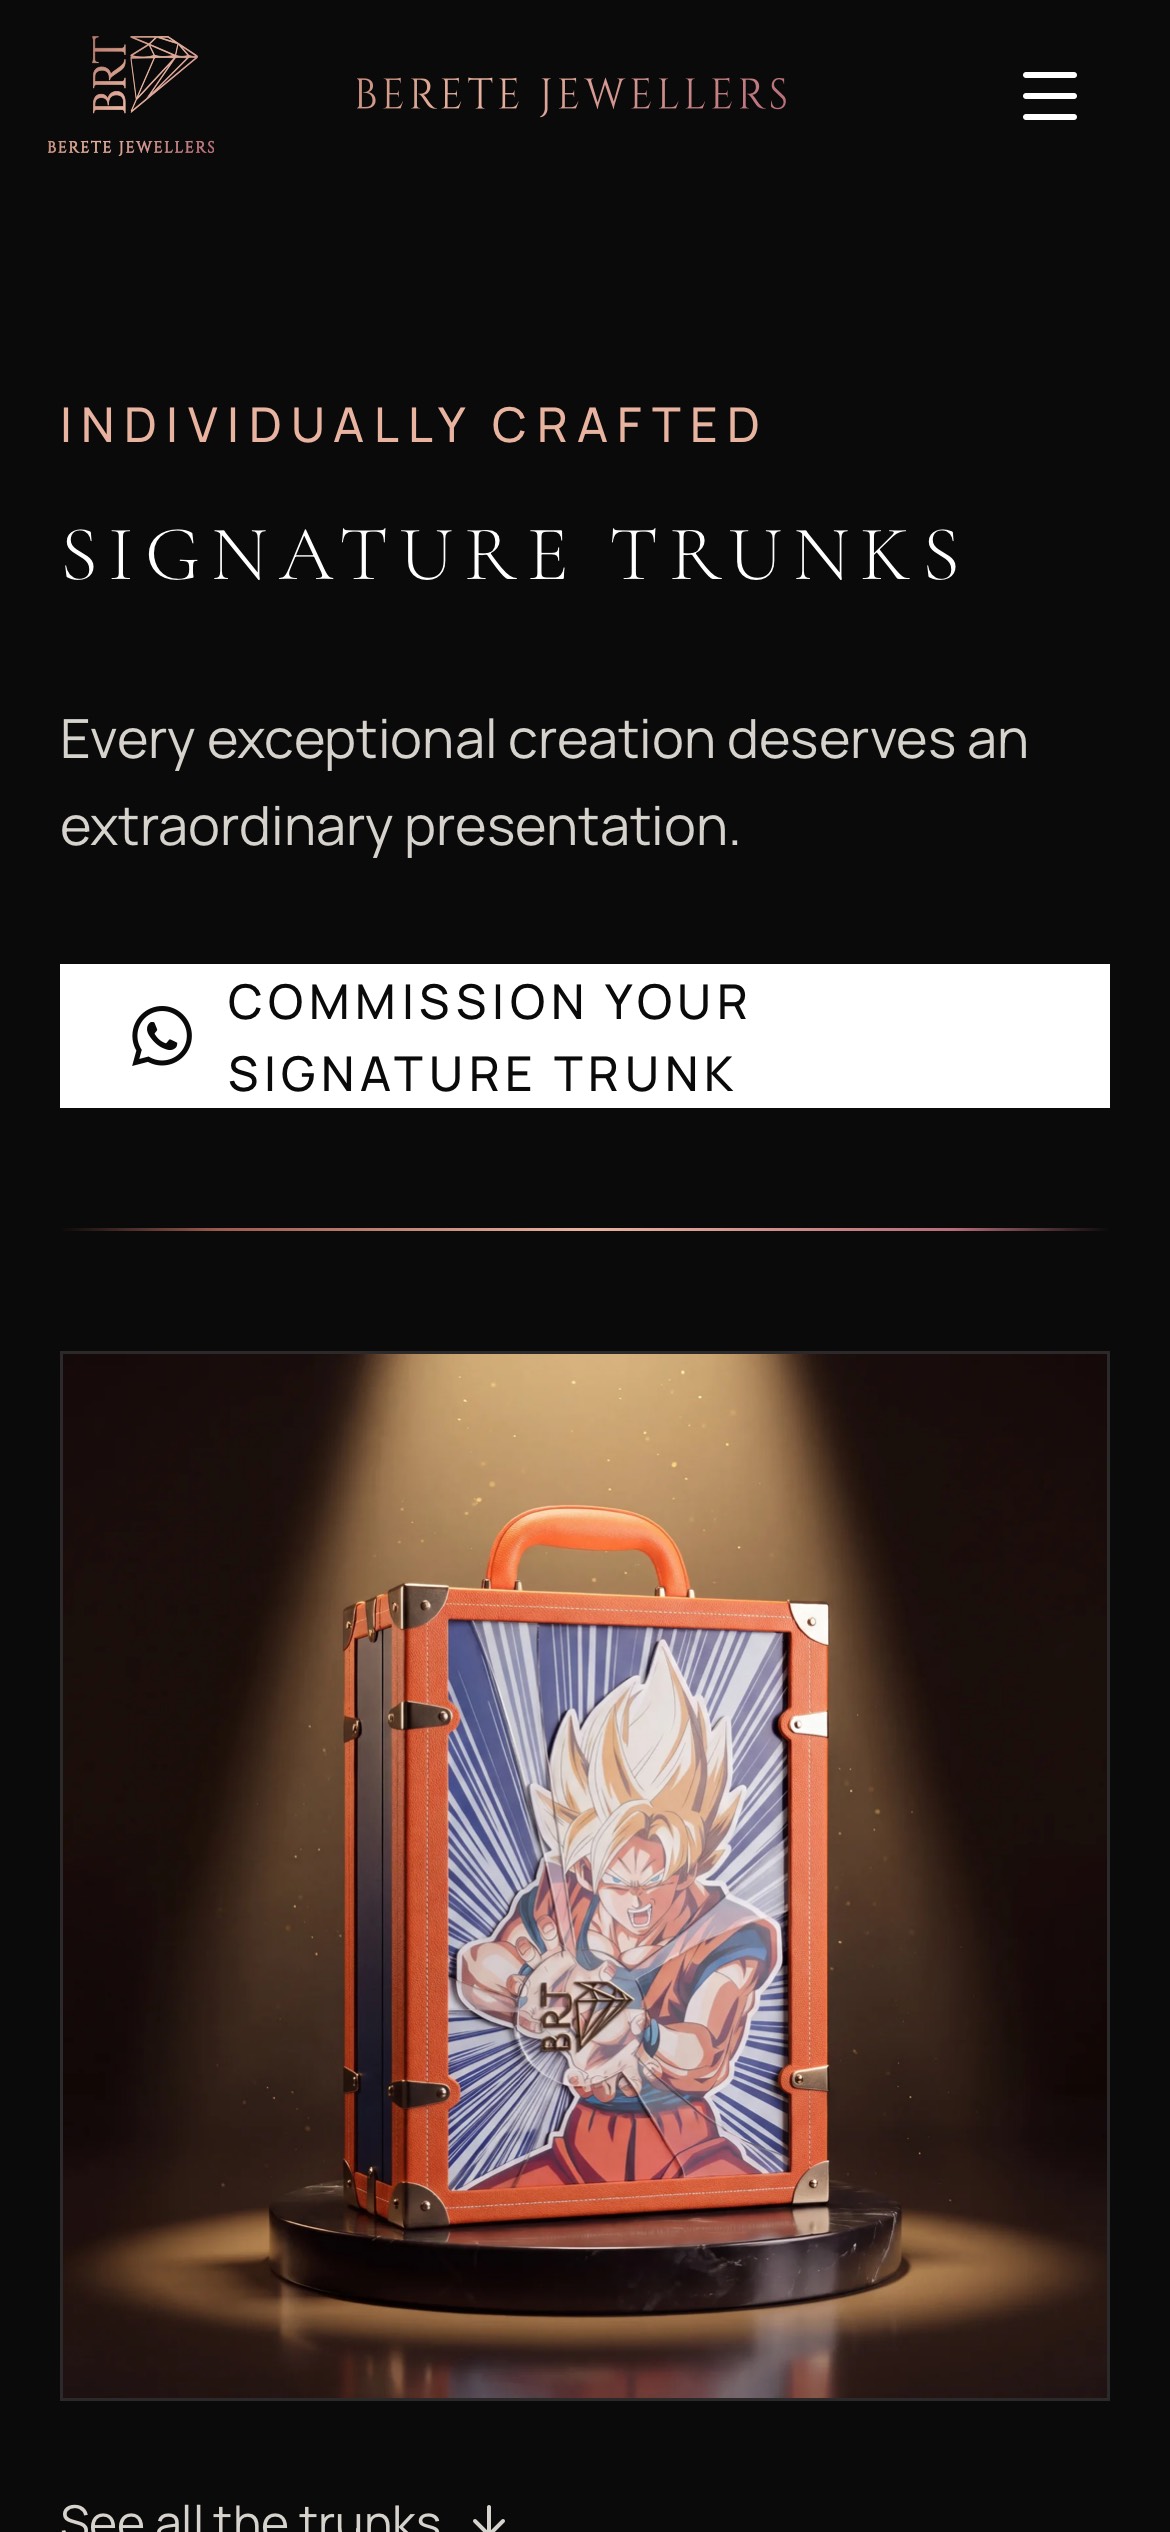 BRT
BERETE JEWELLERS
BERETE JEWELLERS
INDIVIDUALLY CRAFTED
SIGNATURE TRUNKS
Every exceptional creation deserves an
extraordinary presentation.
COMMISSION YOUR
SIGNATURE TRUNK
BRJ
See all the trunks